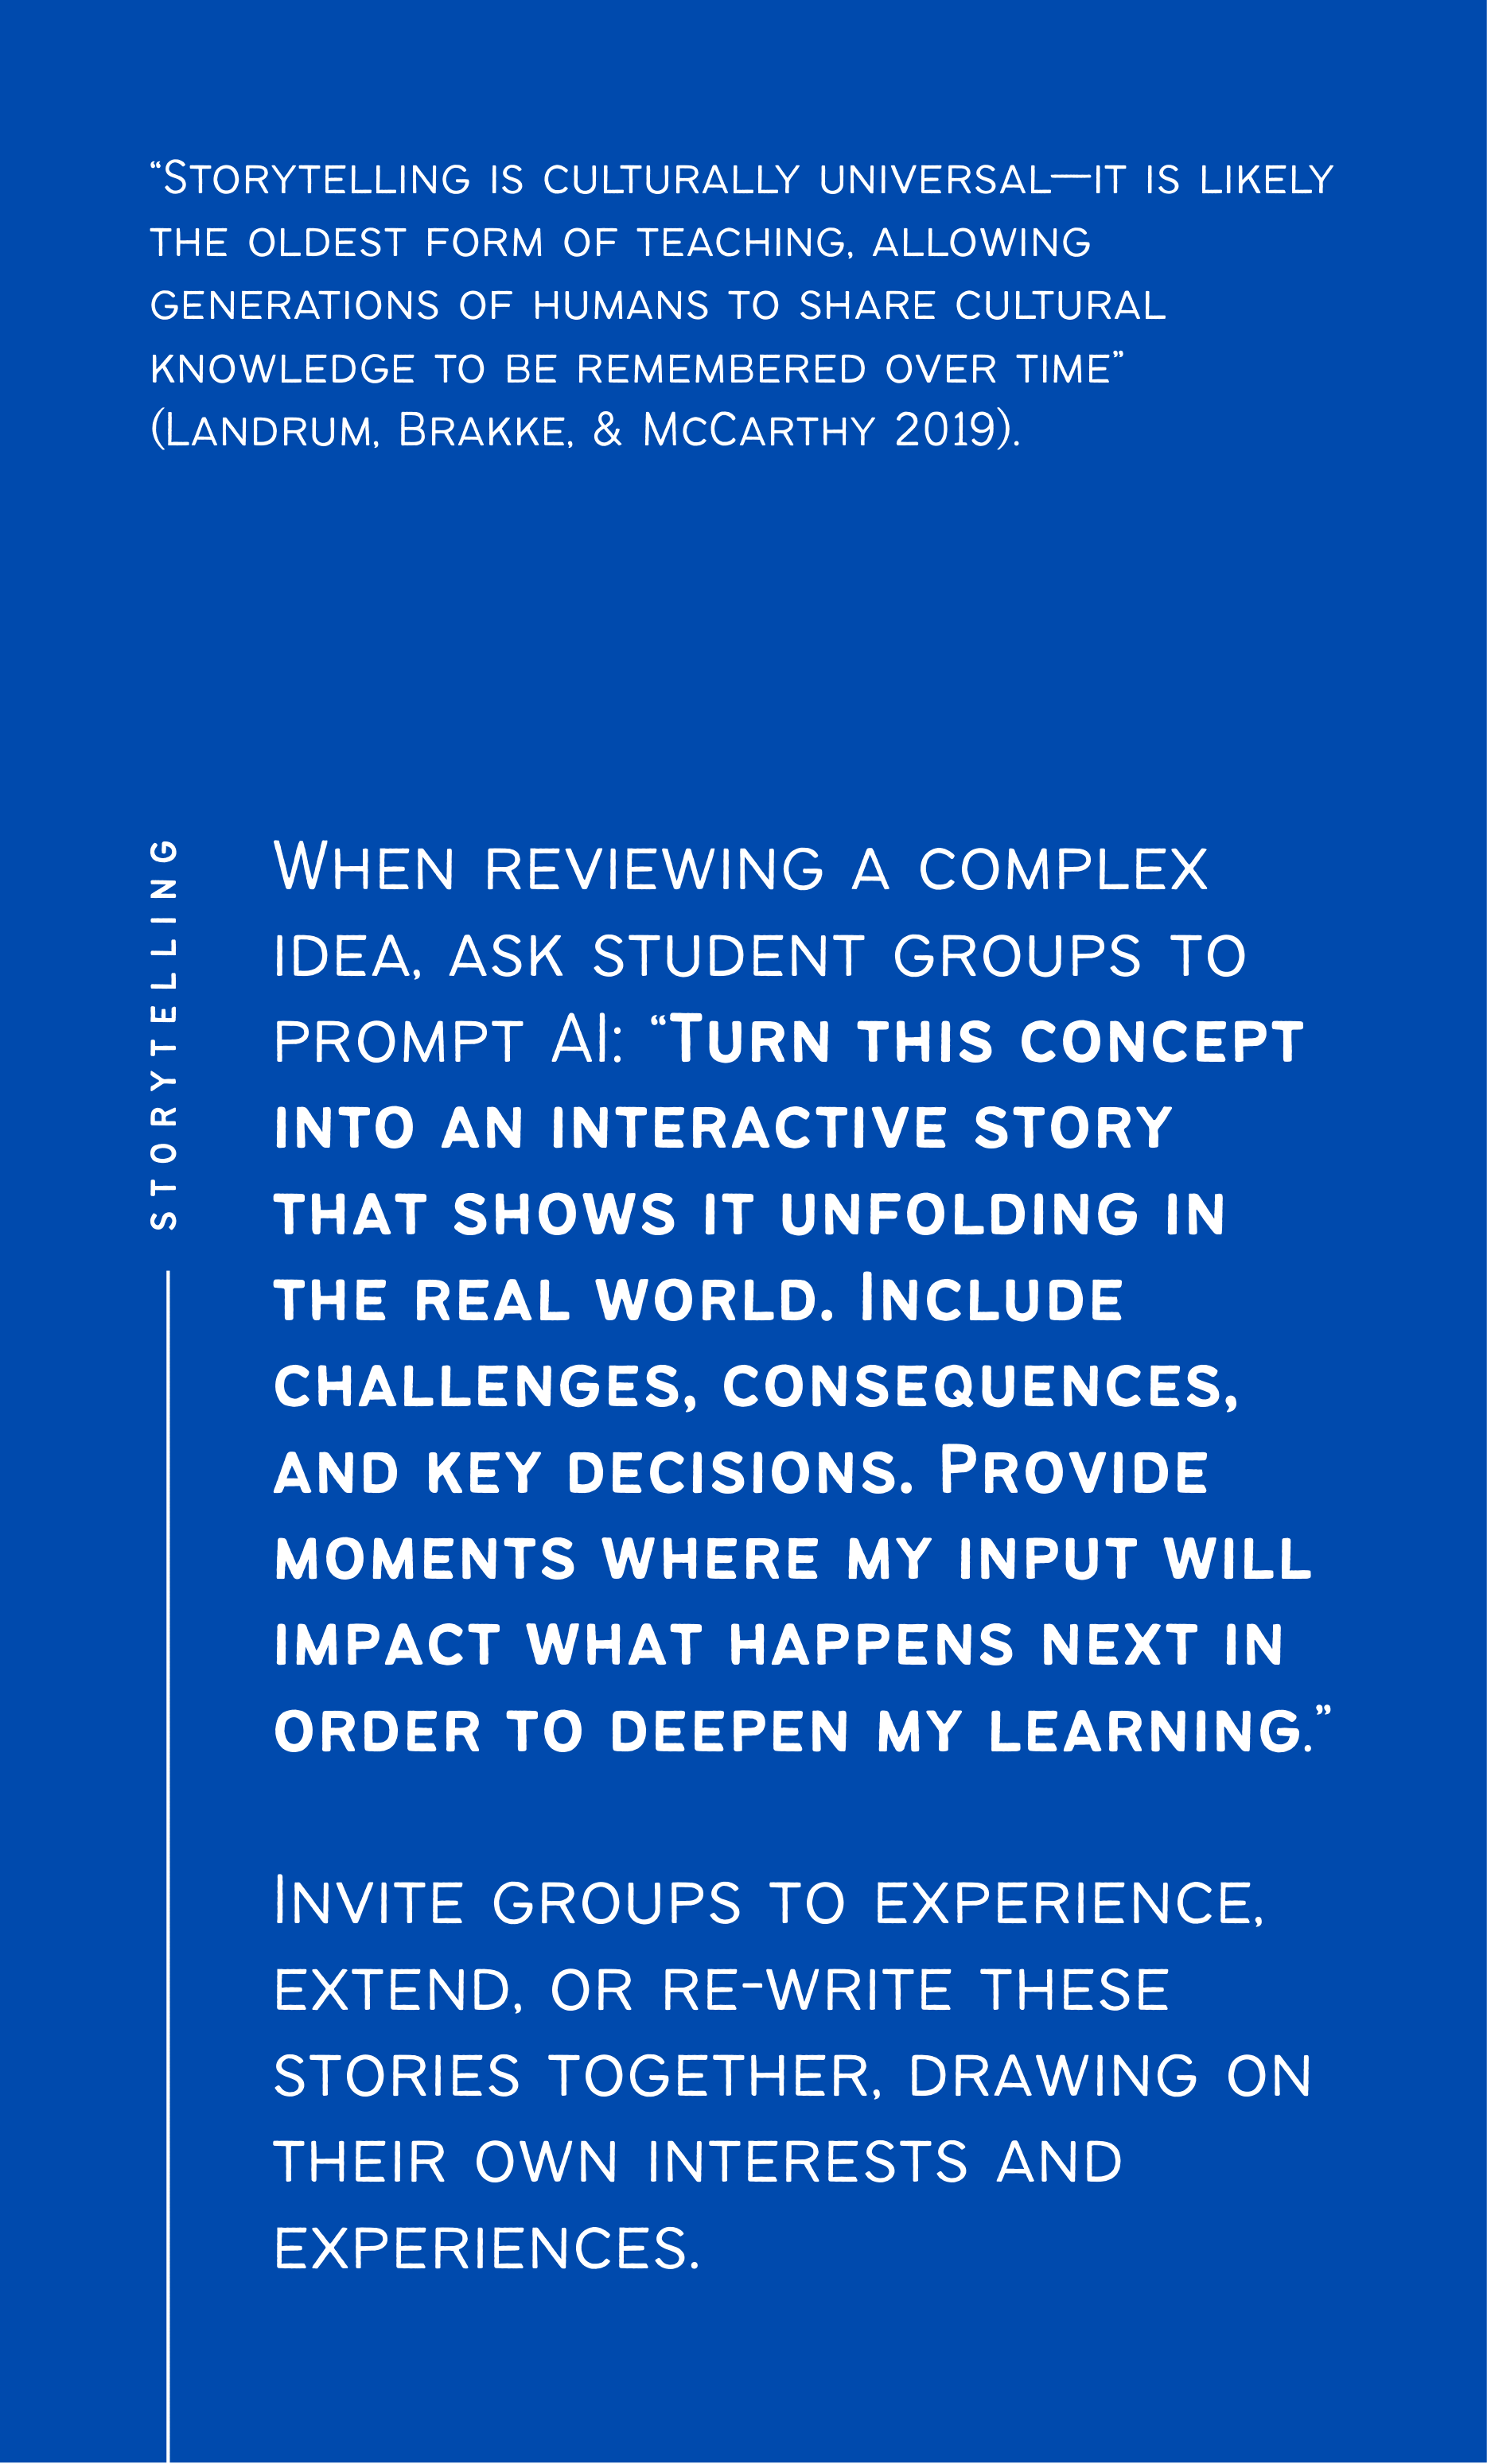 “Storytelling is culturally universal—it is likely
the oldest form of teaching, allowing
generations of humans to share cultural
knowledge to be remembered over time”
(Landrum, Brakke, & McCarthy 2019).
STORYTELLING
When reviewing a complex
idea, ask student groups to
prompt AI: “Turn this concept
into an interactive story
that shows it unfolding in
the real world. Include
challenges, consequences,
and key decisions. Provide
moments where my input will
impact what happens next in
order to deepen my learning.”
Invite groups to experience,
extend, or re-write these
stories together, drawing on
their own interests and
experiences.